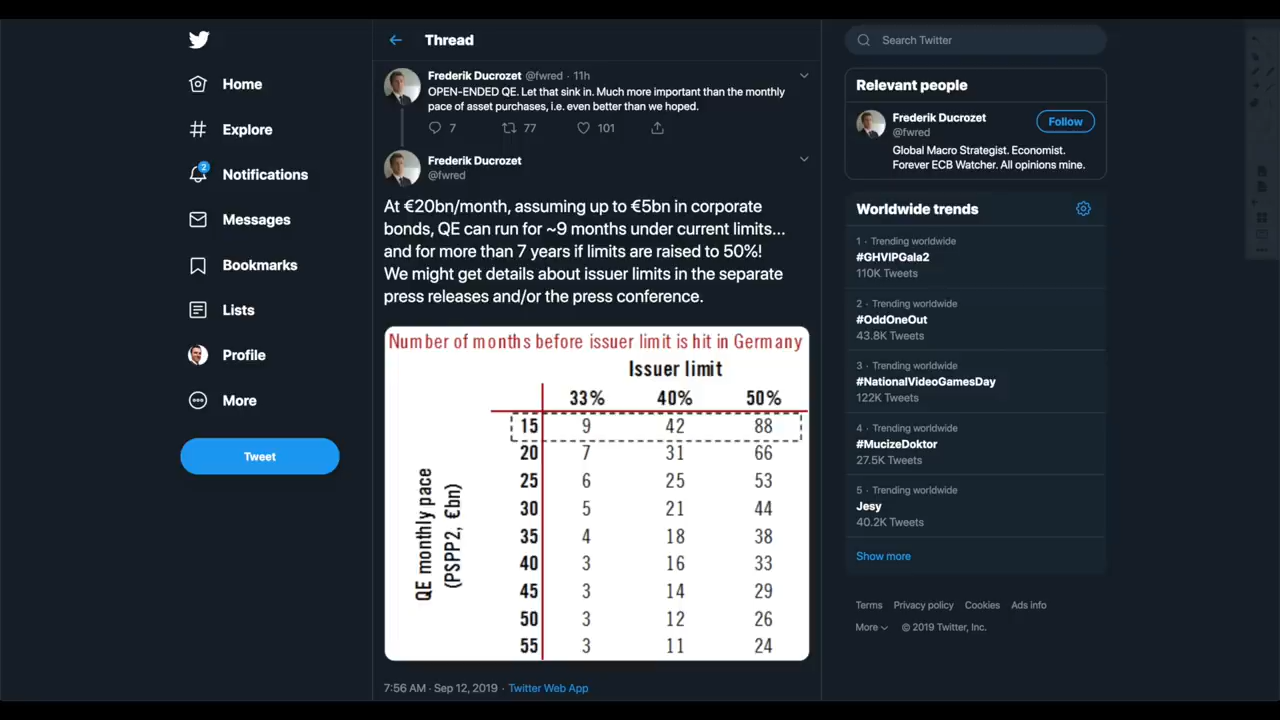 Home
Explore
2
Notifications
Messages
Bookmarks
Lists
Profile
More
Tweet
Thread
Frederik Ducrozet @fwred · 11h
OPEN-ENDED QE. Let that sink in. Much more important than the monthly
pace of asset purchases, i.e. even better than we hoped.
7 77 101
Frederik Ducrozet
@fwred
At €20bn/month, assuming up to €5bn in corporate
bonds, QE can run for ~9 months under current limits...
and for more than 7 years if limits are raised to 50%!
We might get details about issuer limits in the separate
press releases and/or the press conference.
Number of months before issuer limit is hit in Germany
Issuer limit
33% 40% 50%
QE monthly pace
(PSPP2, €bn)
15 9 42 88
20 7 31 66
25 6 25 53
30 5 21 44
35 4 18 38
40 3 16 33
45 3 14 29
50 3 12 26
55 3 11 24
7:56 AM · Sep 12, 2019 · Twitter Web App
Search Twitter
Relevant people
Frederik Ducrozet
@fwred
Follow
Global Macro Strategist. Economist.
Forever ECB Watcher. All opinions mine.
Worldwide trends
1 · Trending worldwide
#GHVIPGala2
110K Tweets
2 · Trending worldwide
#OddOneOut
43.8K Tweets
3 · Trending worldwide
#NationalVideoGamesDay
122K Tweets
4 · Trending worldwide
#MucizeDoktor
27.5K Tweets
5 · Trending worldwide
Jesy
40.2K Tweets
Show more
Terms Privacy policy Cookies Ads info
More © 2019 Twitter, Inc.